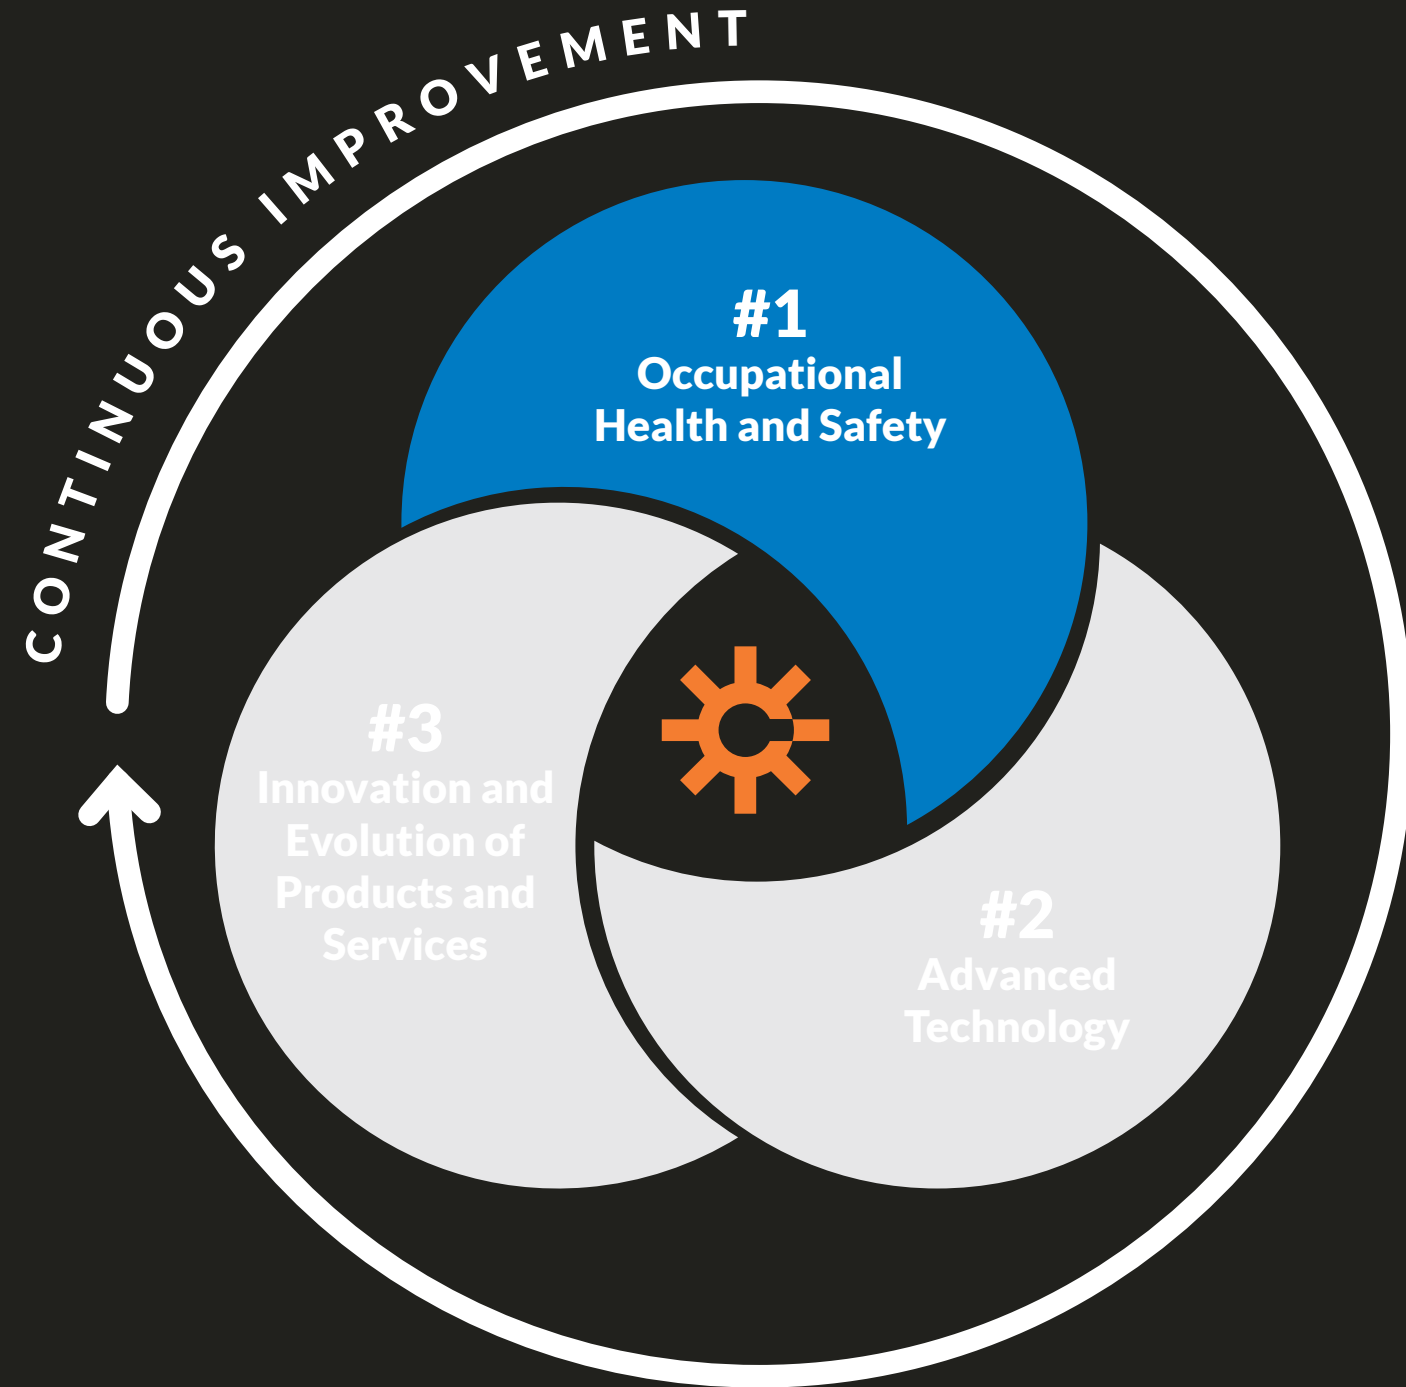 CONTINUOUS IMPROVEMENT
#1
Occupational
Health and Safety
#3
Innovation and
Evolution of
Products and
Services
#2
Advanced
Technology